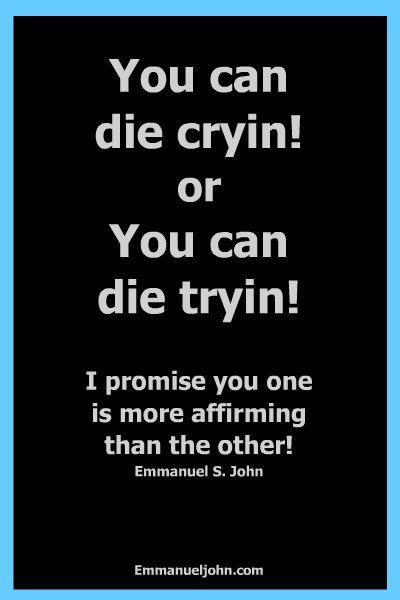 You can
die cryin!
or
You can
die tryin!
I promise you one
is more affirming
than the other!
Emmanuel S. John
Emmanueljohn.com